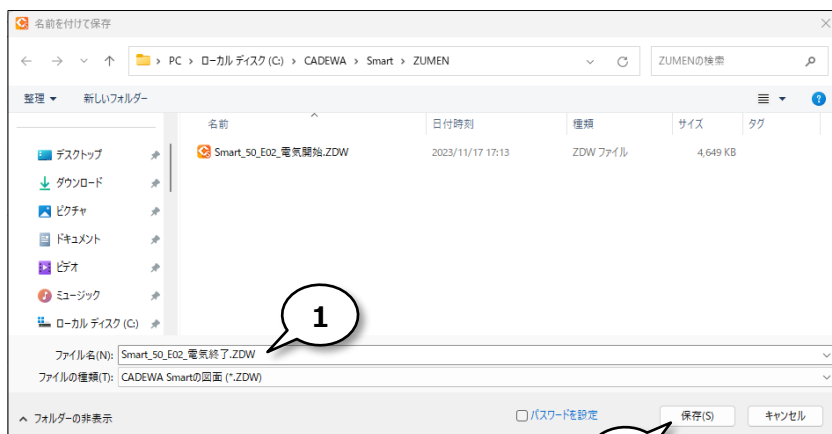 名前を付けて保存
PC > ローカル ディスク (C:) > CADEWA > Smart > ZUMEN
ZUMENの検索
整理 新しいフォルダー
名前 日付時刻 種類 サイズ タグ
Smart_50_E02_電気開始.ZDW 2023/11/17 17:13 ZDW ファイル 4,649 KB
デスクトップ
ダウンロード
ピクチャ
ドキュメント
ビデオ
ミュージック
ローカル ディスク (C:)
1
ファイル名(N): Smart_50_E02_電気終了.ZDW
ファイルの種類(T): CADEWA Smartの図面 (*.ZDW)
フォルダーの非表示
パスワードを設定
保存(S)
キャンセル